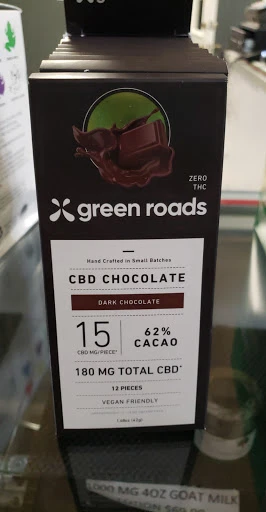 ZERO
THC
green roads
Hand Crafted in Small Batches
CBD CHOCOLATE
DARK CHOCOLATE
15
CBD MG/PIECE*
62%
CACAO
180 MG TOTAL CBD*
12 PIECES
VEGAN FRIENDLY
MG 4OZ GOAT MILK